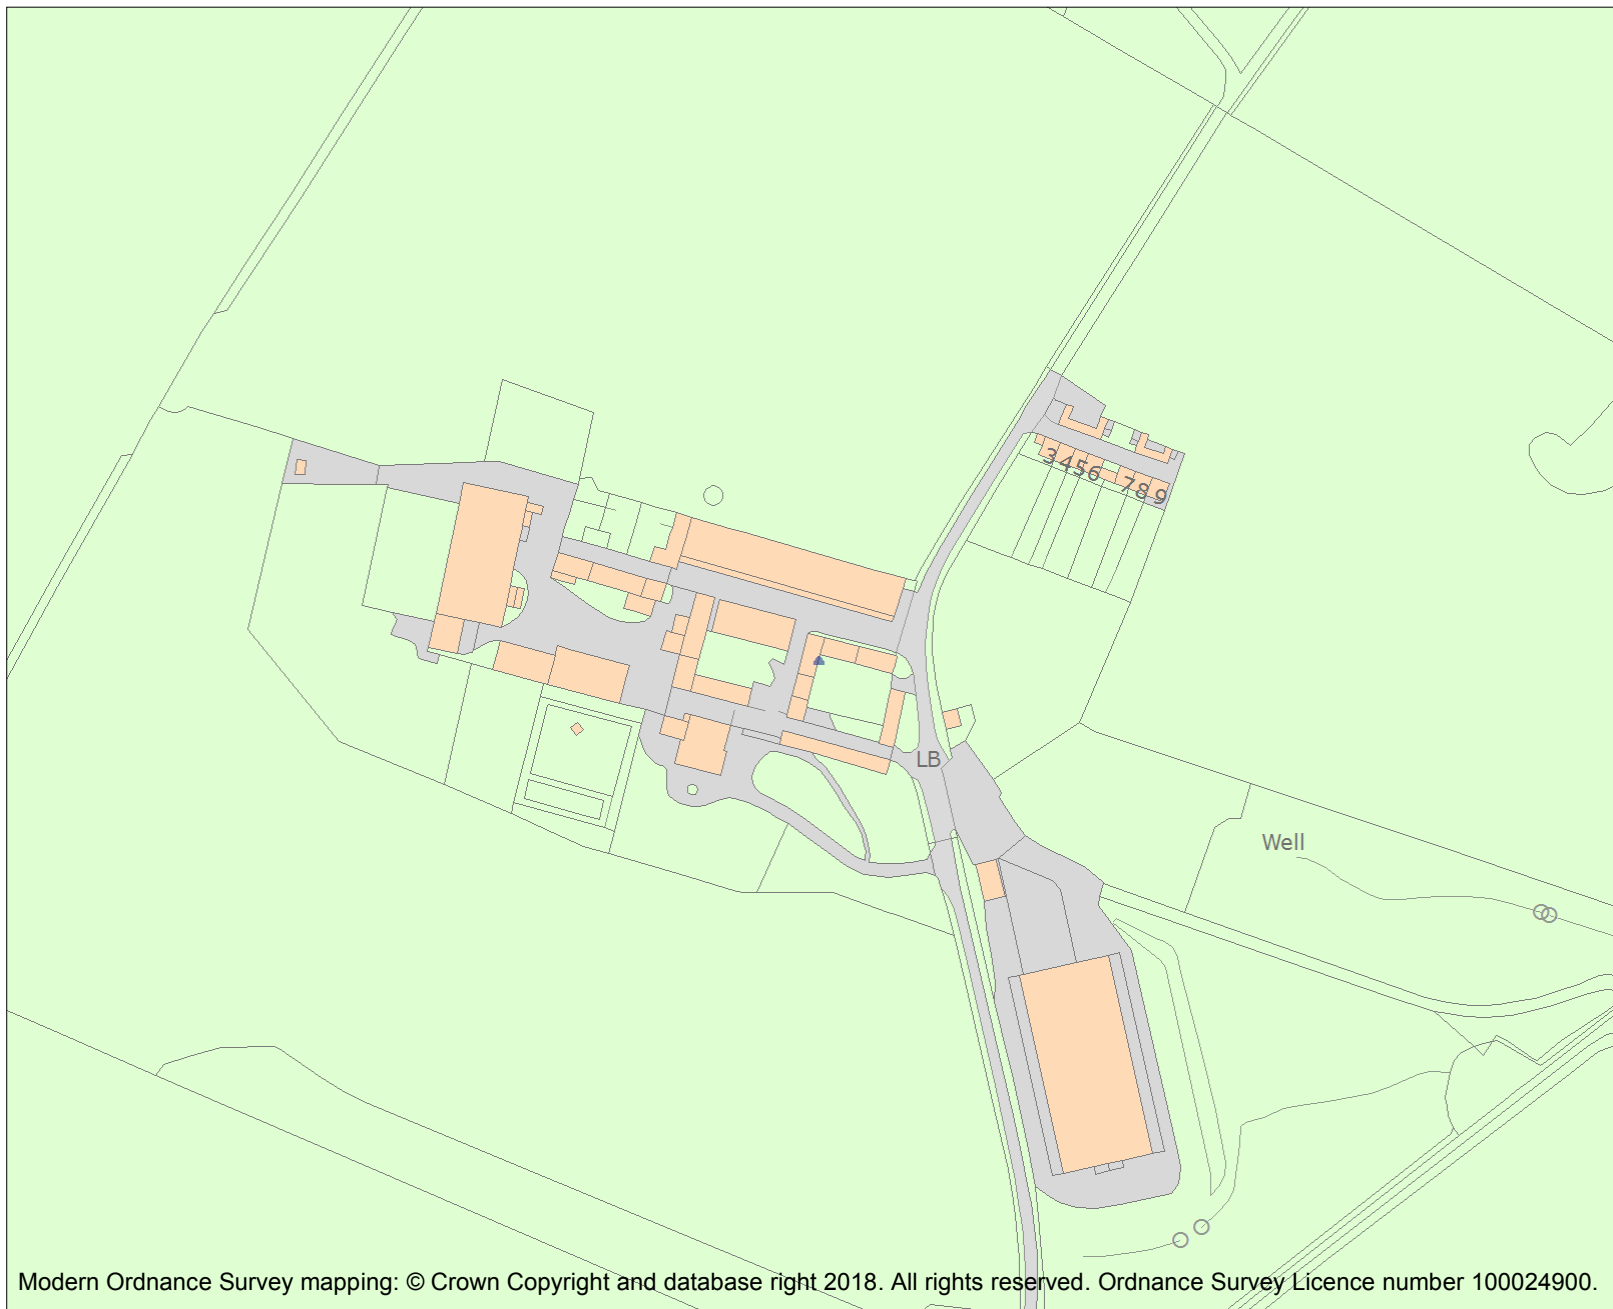 3 4 5 6
7 8 9
LB
Well
Modern Ordnance Survey mapping: © Crown Copyright and database right 2018. All rights reserved. Ordnance Survey Licence number 100024900.